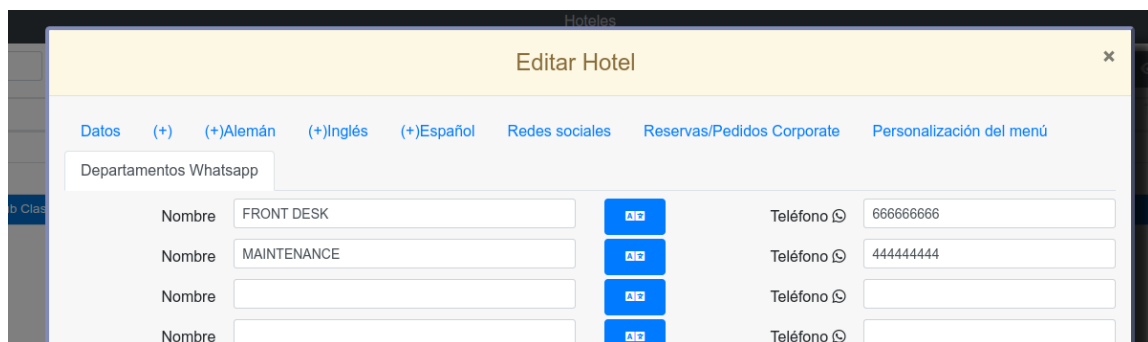 Hoteles
Editar Hotel ×
Datos (+) (+)Alemán (+)Inglés (+)Español Redes sociales Reservas/Pedidos Corporate Personalización del menú
Departamentos Whatsapp
Nombre FRONT DESK Teléfono 666666666
Nombre MAINTENANCE Teléfono 444444444
Nombre Teléfono
Nombre Teléfono